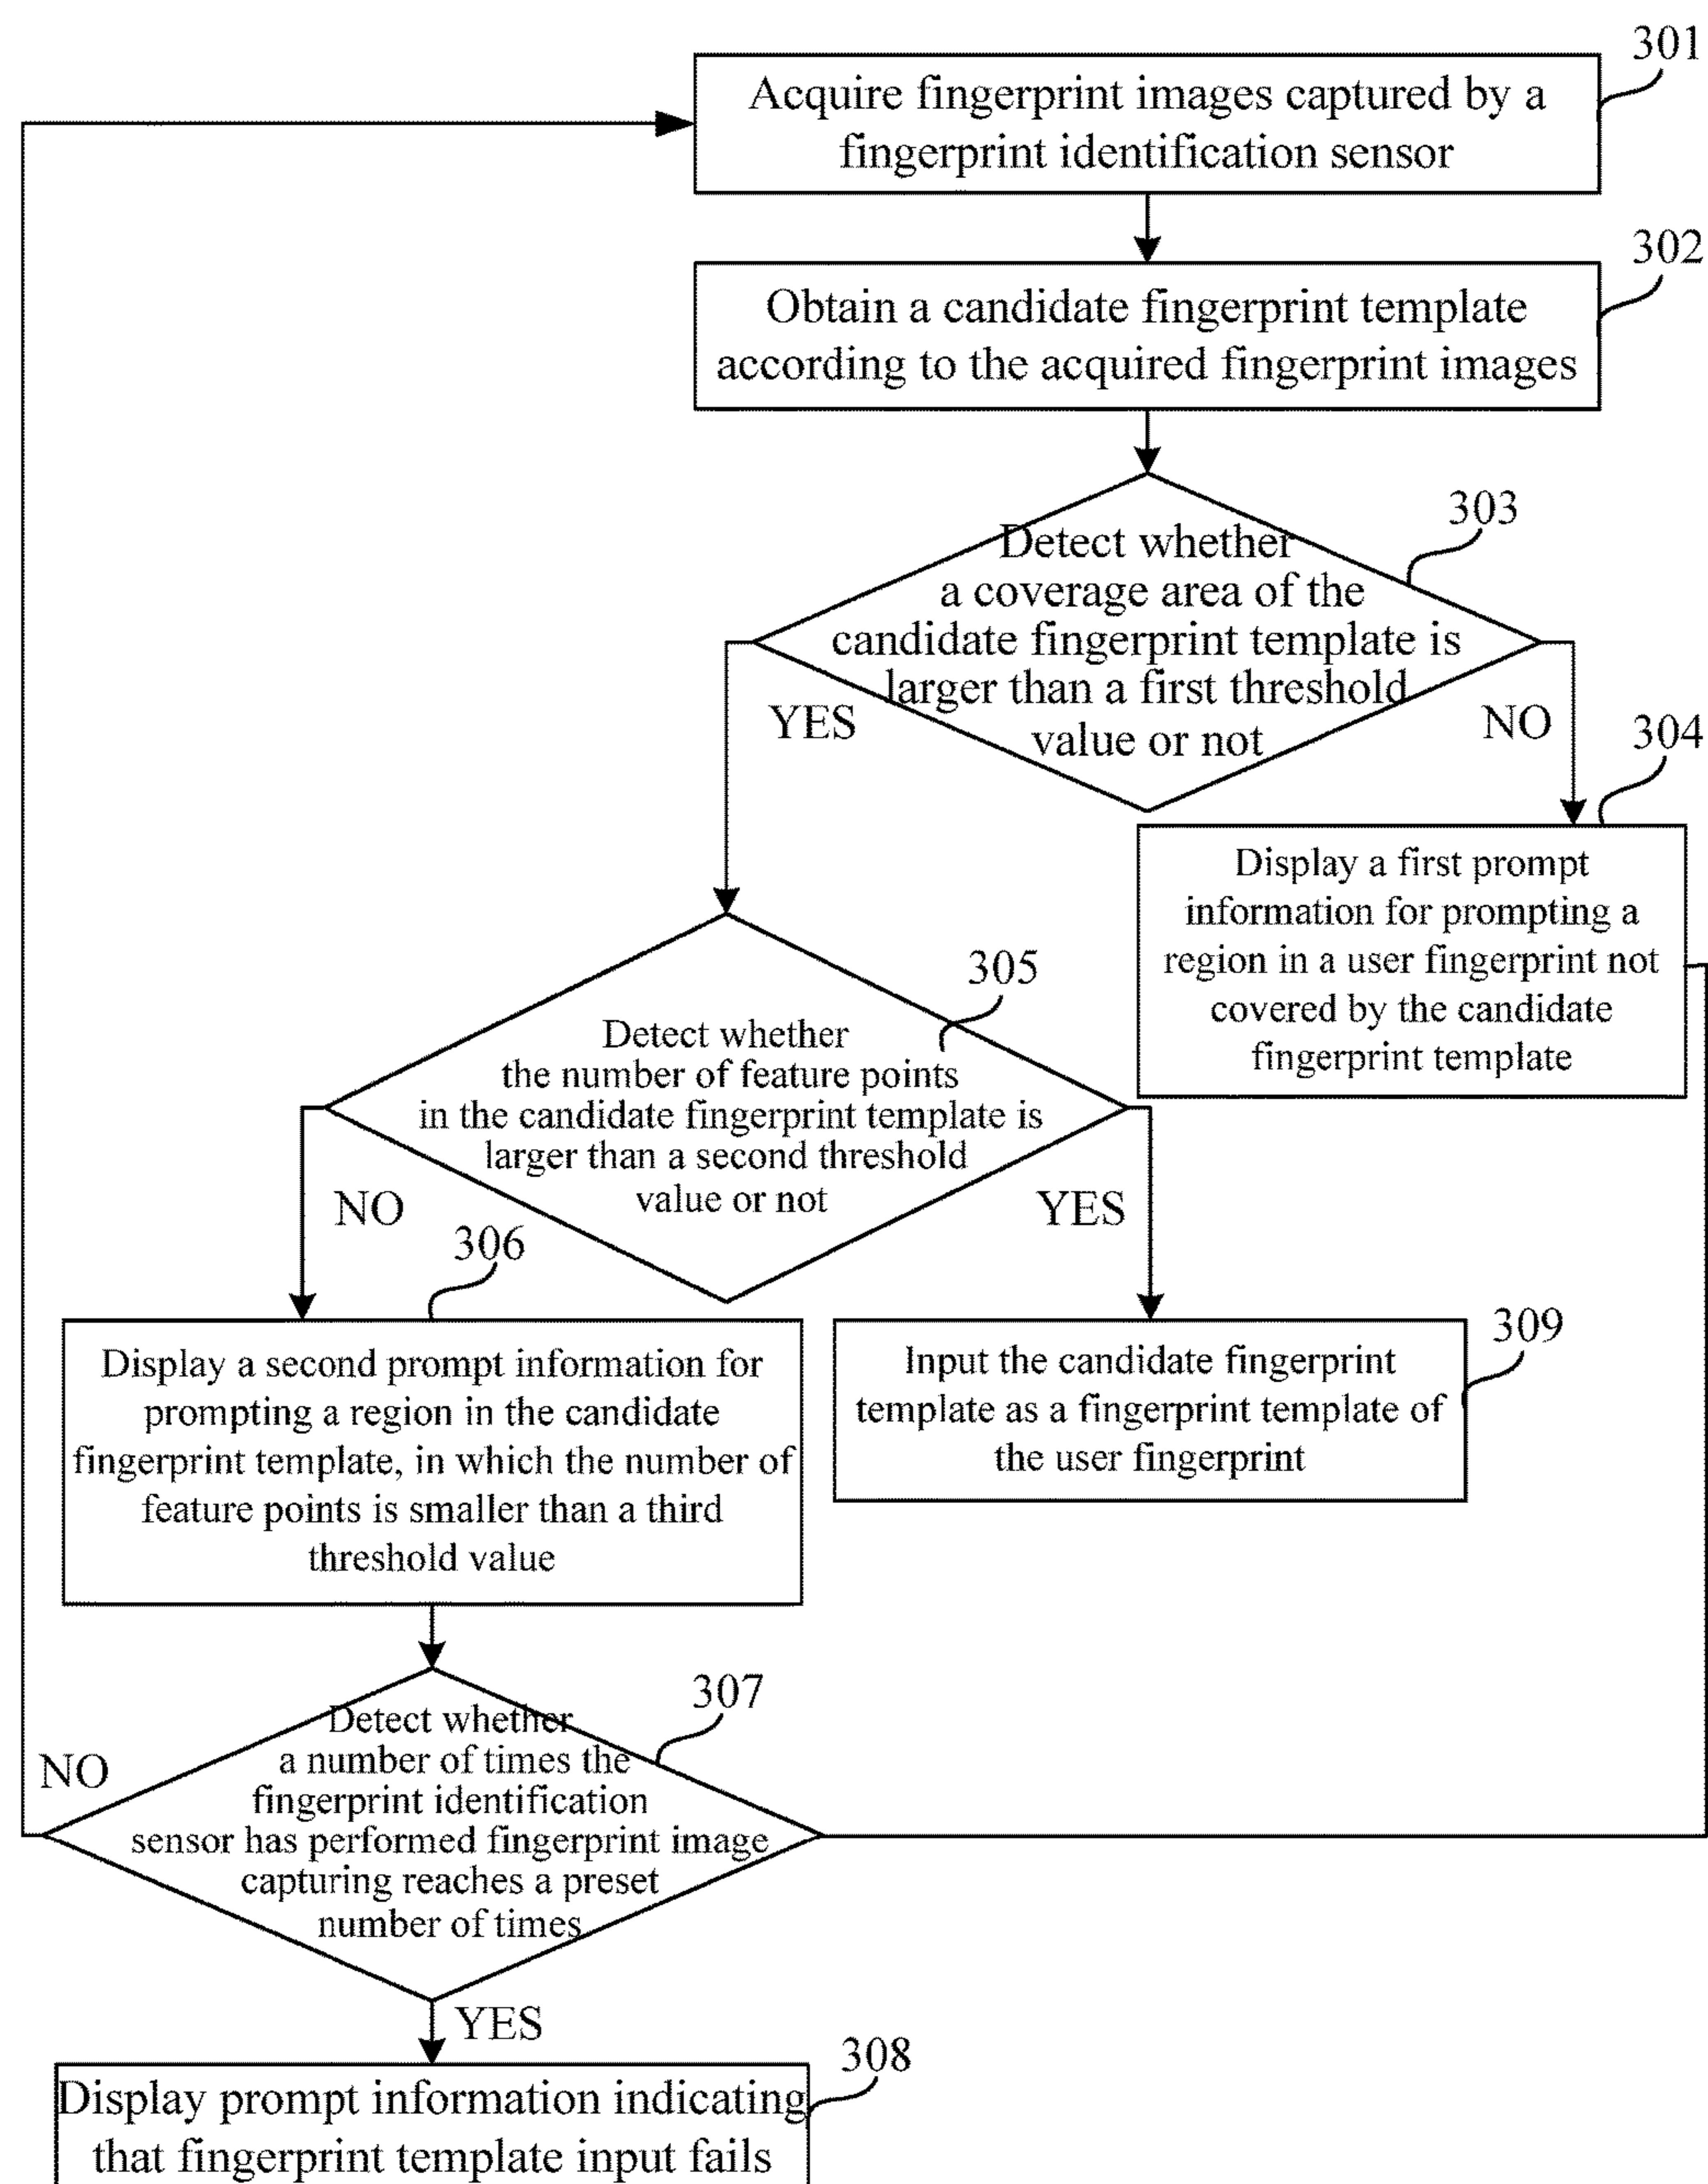 301
Acquire fingerprint images captured by a
fingerprint identification sensor
302
Obtain a candidate fingerprint template
according to the acquired fingerprint images
303
Detect whether
a coverage area of the
candidate fingerprint template is
larger than a first threshold
value or not
YES
NO
304
Display a first prompt
information for prompting a
region in a user fingerprint not
covered by the candidate
fingerprint template
305
Detect whether
the number of feature points
in the candidate fingerprint template is
larger than a second threshold
value or not
NO
YES
306
Display a second prompt information for
prompting a region in the candidate
fingerprint template, in which the number of
feature points is smaller than a third
threshold value
309
Input the candidate fingerprint
template as a fingerprint template of
the user fingerprint
307
Detect whether
a number of times the
fingerprint identification
sensor has performed fingerprint image
capturing reaches a preset
number of times
NO
YES
308
Display prompt information indicating
that fingerprint template input fails